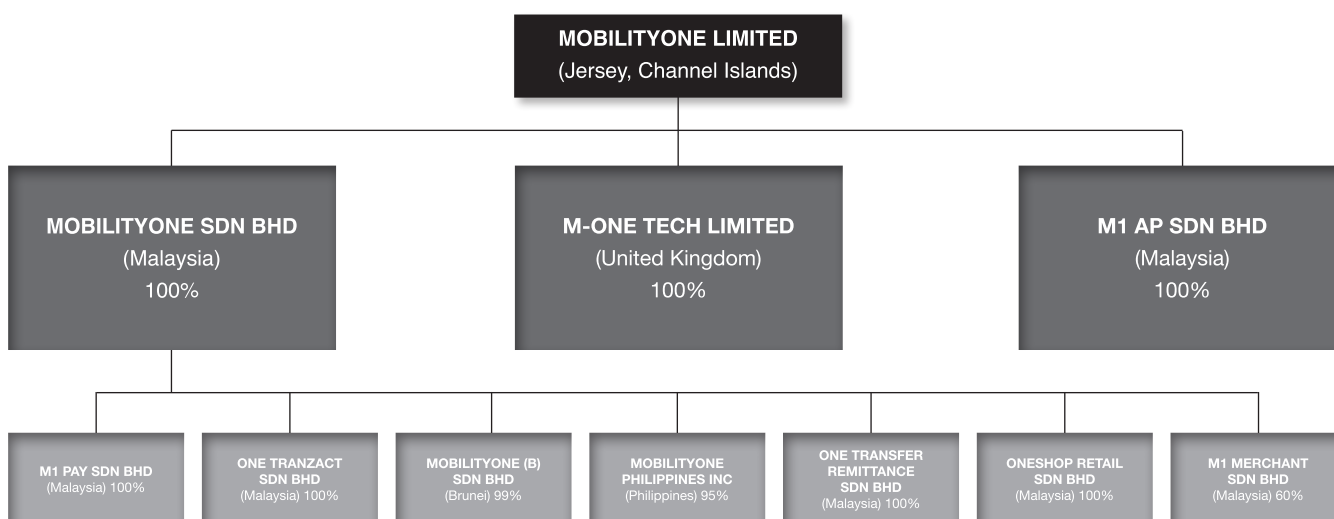 MOBILITYONE LIMITED
(Jersey, Channel Islands)
MOBILITYONE SDN BHD
(Malaysia)
100%
M-ONE TECH LIMITED
(United Kingdom)
100%
M1 AP SDN BHD
(Malaysia)
100%
M1 PAY SDN BHD
(Malaysia) 100%
ONE TRANZACT
SDN BHD
(Malaysia) 100%
MOBILITYONE (B)
SDN BHD
(Brunei) 99%
MOBILITYONE
PHILIPPINES INC
(Philippines) 95%
ONE TRANSFER
REMITTANCE
SDN BHD
(Malaysia) 100%
ONESHOP RETAIL
SDN BHD
(Malaysia) 100%
M1 MERCHANT
SDN BHD
(Malaysia) 60%